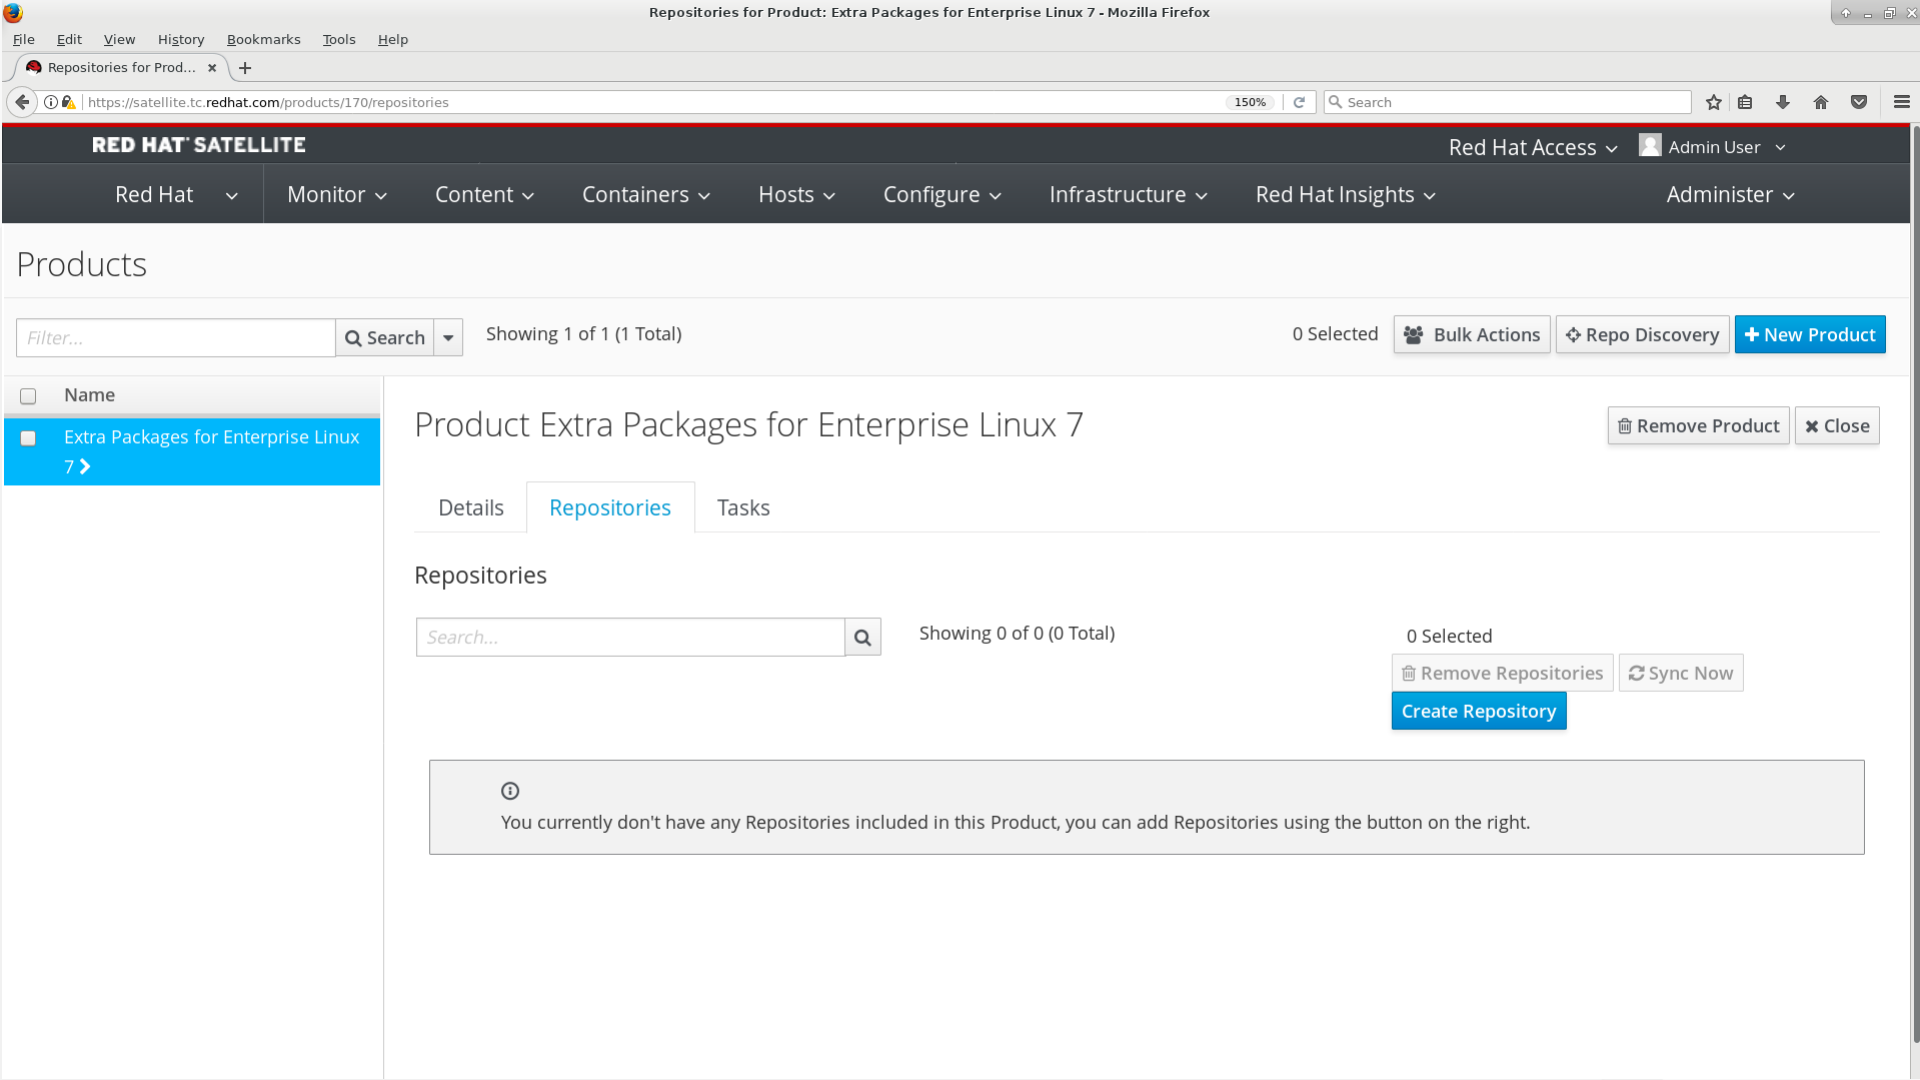 Repositories for Product: Extra Packages for Enterprise Linux 7 - Mozilla Firefox
File Edit View History Bookmarks Tools Help
Repositories for Prod...
https://satellite.tc.redhat.com/products/170/repositories 150% Search
RED HAT SATELLITE Red Hat Access Admin User
Red Hat Monitor Content Containers Hosts Configure Infrastructure Red Hat Insights Administer
Products
Filter... Search Showing 1 of 1 (1 Total) 0 Selected Bulk Actions Repo Discovery New Product
Name
Extra Packages for Enterprise Linux
7
Product Extra Packages for Enterprise Linux 7 Remove Product Close
Details Repositories Tasks
Repositories
Search... Showing 0 of 0 (0 Total) 0 Selected
Remove Repositories Sync Now
Create Repository
You currently don't have any Repositories included in this Product, you can add Repositories using the button on the right.